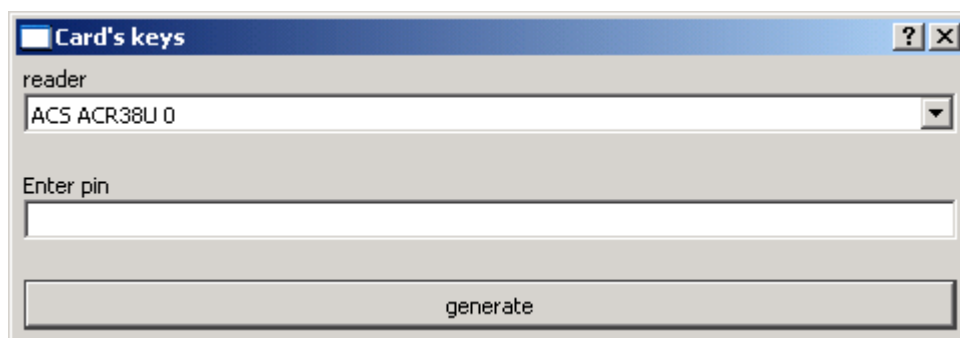 Card's keys
reader
ACS ACR38U 0
Enter pin
generate